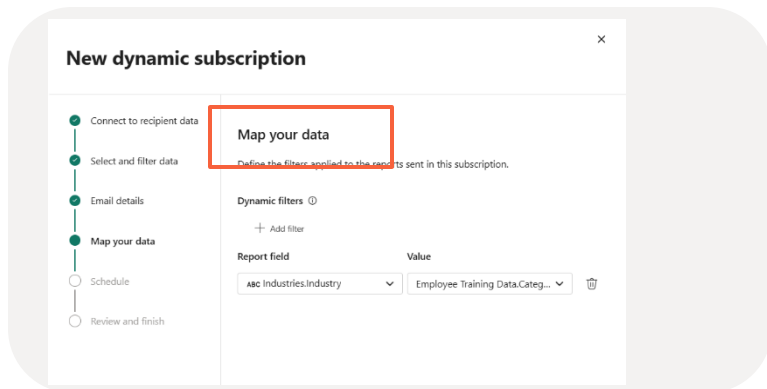 New dynamic subscription
Connect to recipient data
Select and filter data
Email details
Map your data
Schedule
Review and finish
Map your data
Define the filters applied to the reports sent in this subscription.
Dynamic filters
Add filter
Report field Value
ABC Industries.Industry Employee Training Data.Categ...